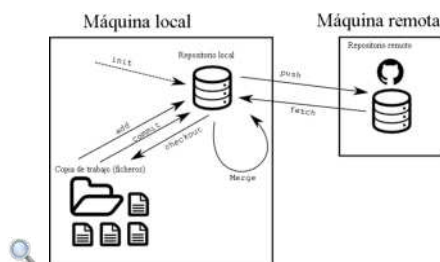 Máquina local
Máquina remota
Repositorio local
Repositorio remoto
init
push
fetch
add
commit
checkout
Merge
Copia de trabajo (ficheros)